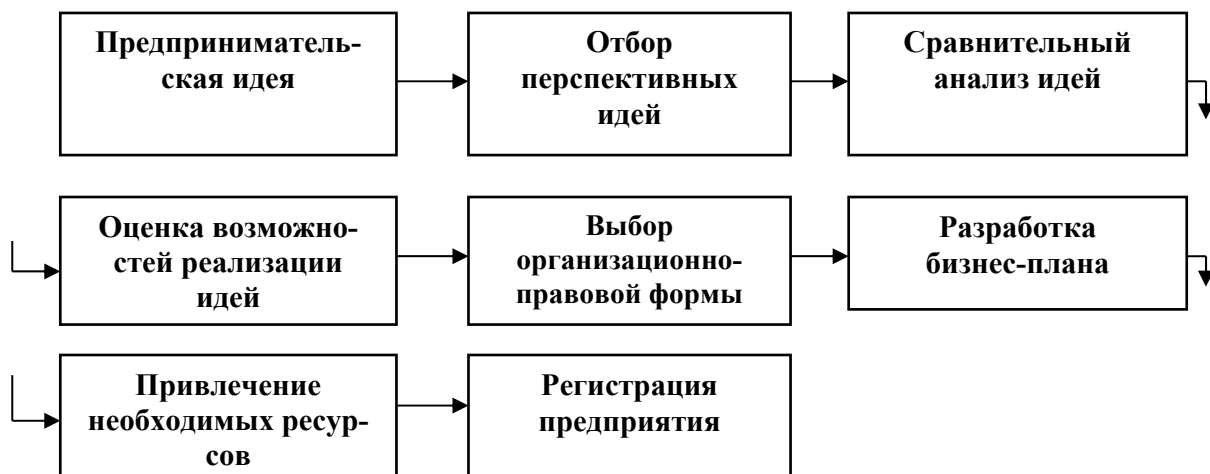 Предприниматель-
ская идея
Отбор
перспективных
идей
Сравнительный
анализ идей
Оценка возможно-
стей реализации
идей
Выбор
организационно-
правовой формы
Разработка
бизнес-плана
Привлечение
необходимых ресур-
сов
Регистрация
предприятия